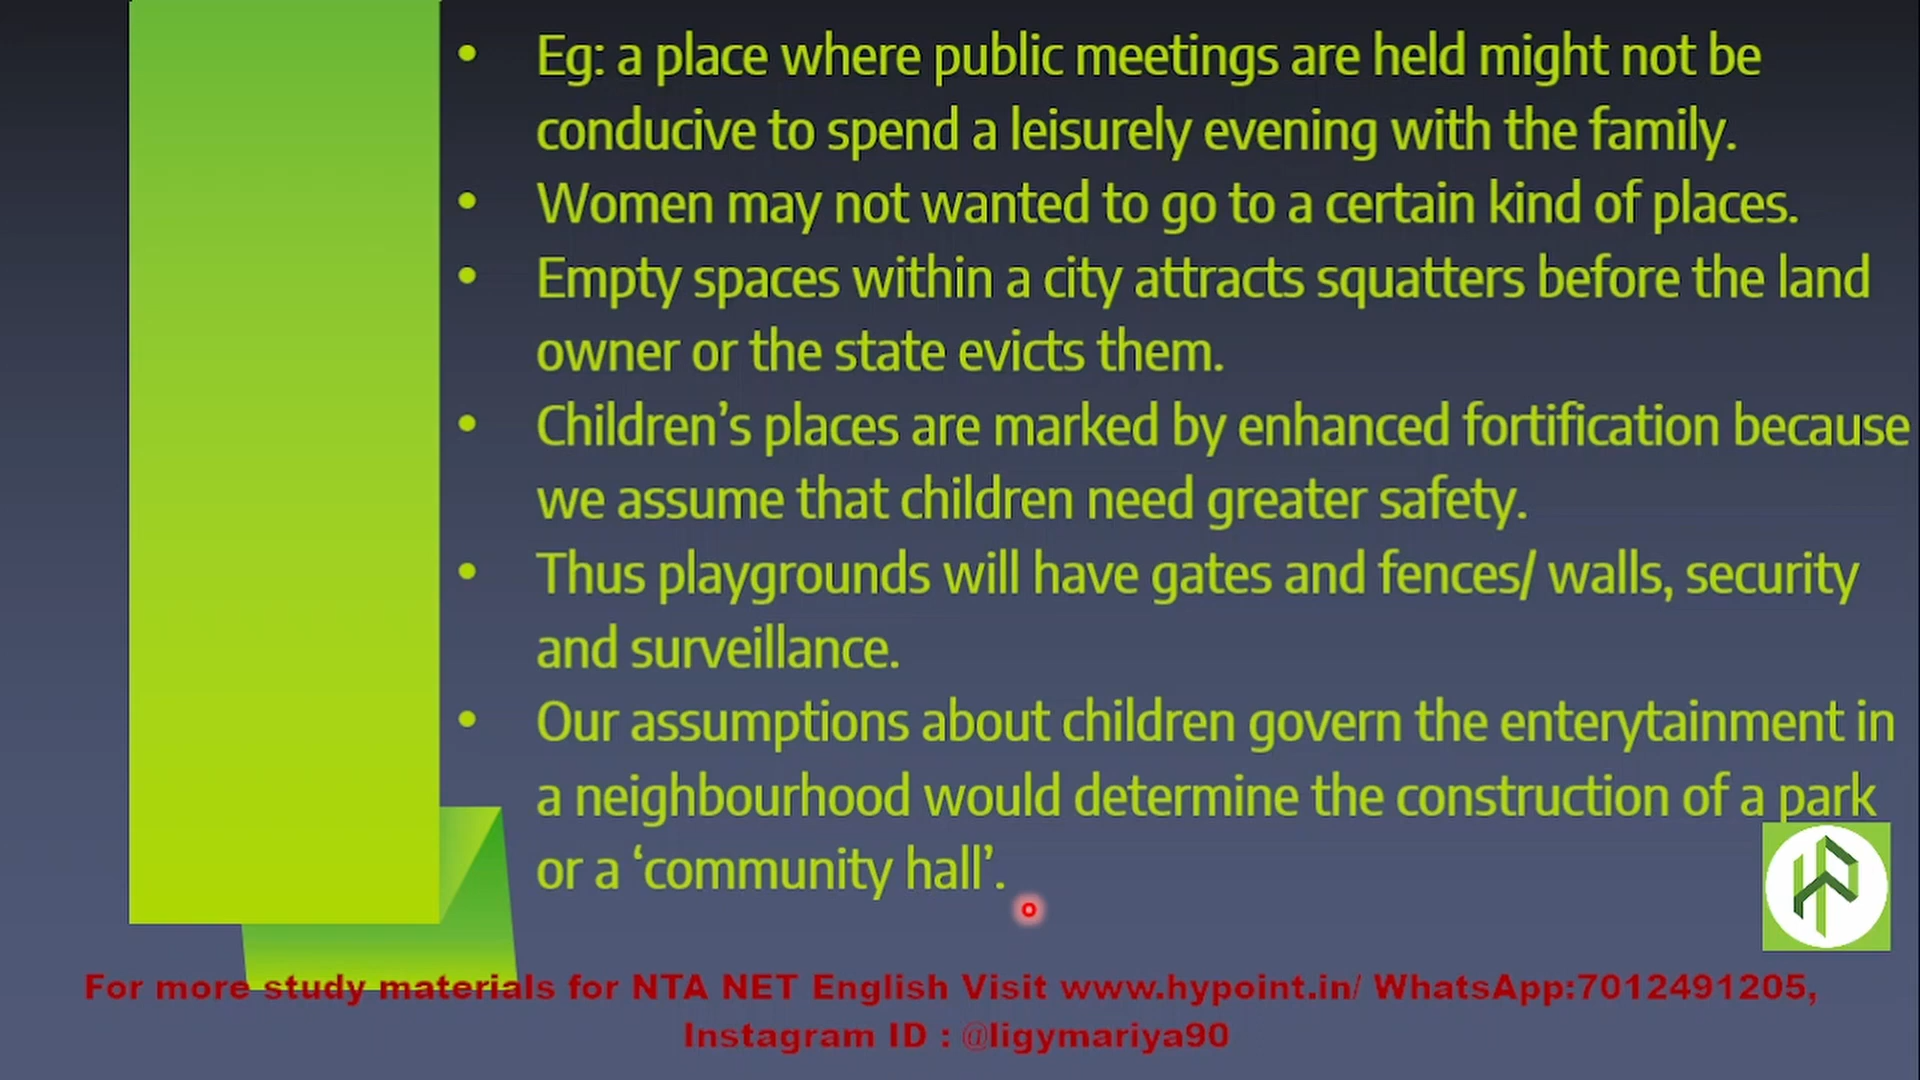 • Eg: a place where public meetings are held might not be
conducive to spend a leisurely evening with the family.
• Women may not wanted to go to a certain kind of places.
• Empty spaces within a city attracts squatters before the land
owner or the state evicts them.
• Children’s places are marked by enhanced fortification because
we assume that children need greater safety.
• Thus playgrounds will have gates and fences/ walls, security
and surveillance.
• Our assumptions about children govern the enterytainment in
a neighbourhood would determine the construction of a park
or a ‘community hall’.
For more study materials for NTA NET English Visit www.hypoint.in/ WhatsApp:7012491205,
Instagram ID : @ligymariya90